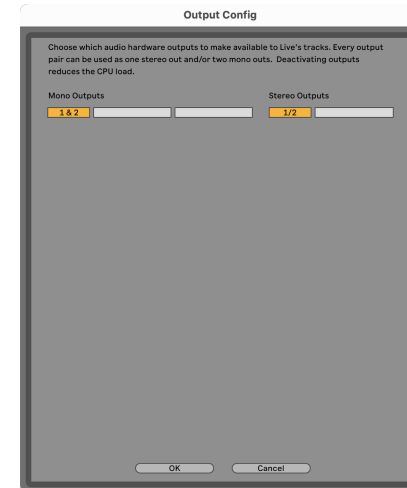 Output Config
Choose which audio hardware outputs to make available to Live's tracks. Every output
pair can be used as one stereo out and/or two mono outs. Deactivating outputs
reduces the CPU load.
Mono Outputs Stereo Outputs
1 & 2 1/2
OK Cancel